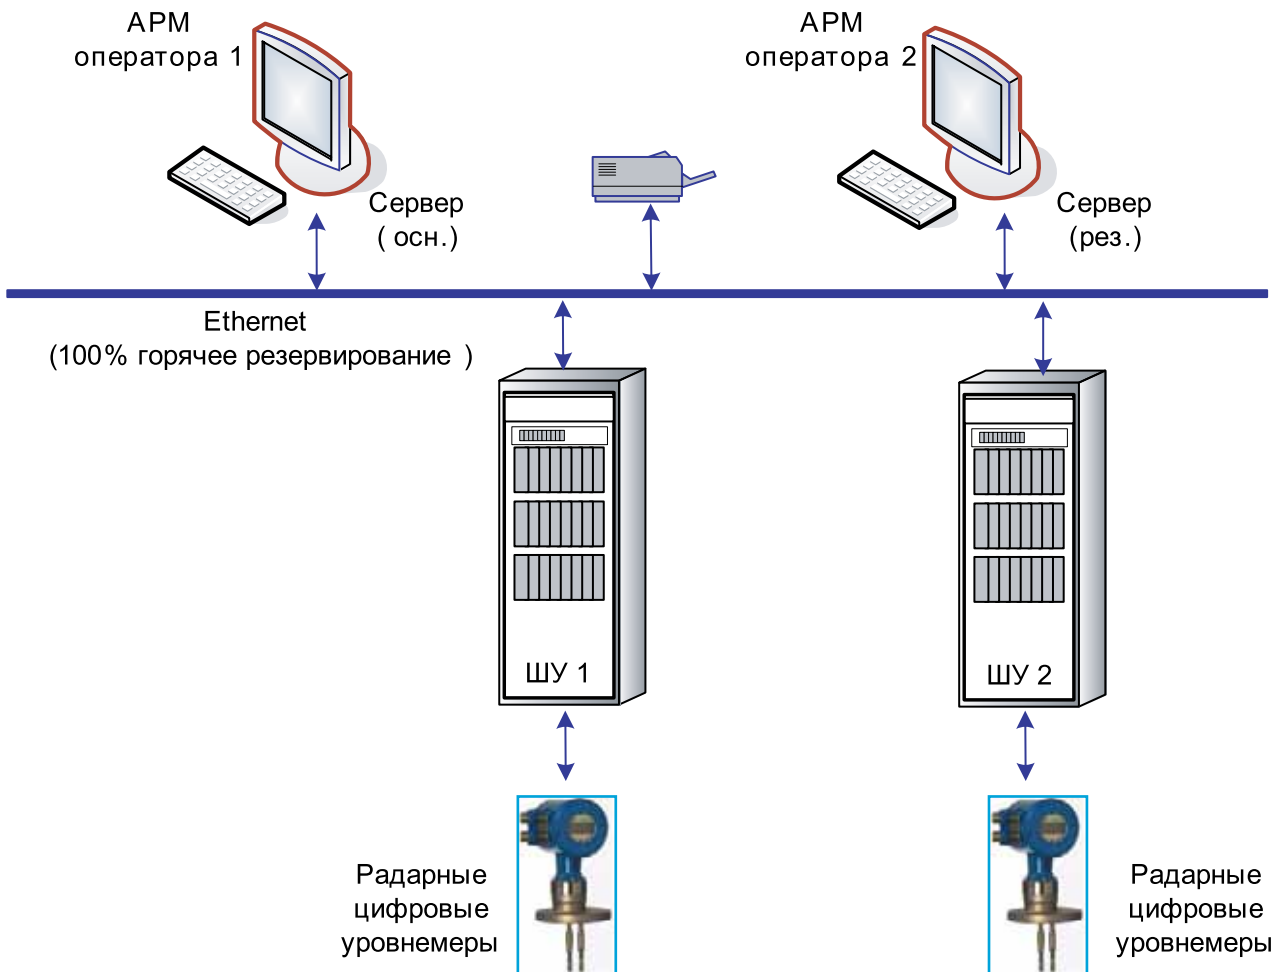 АРМ
оператора 1
АРМ
оператора 2
Сервер
( осн.)
Сервер
(рез.)
Ethernet
(100% горячее резервирование )
ШУ 1
ШУ 2
Радарные
цифровые
уровнемеры
Радарные
цифровые
уровнемеры